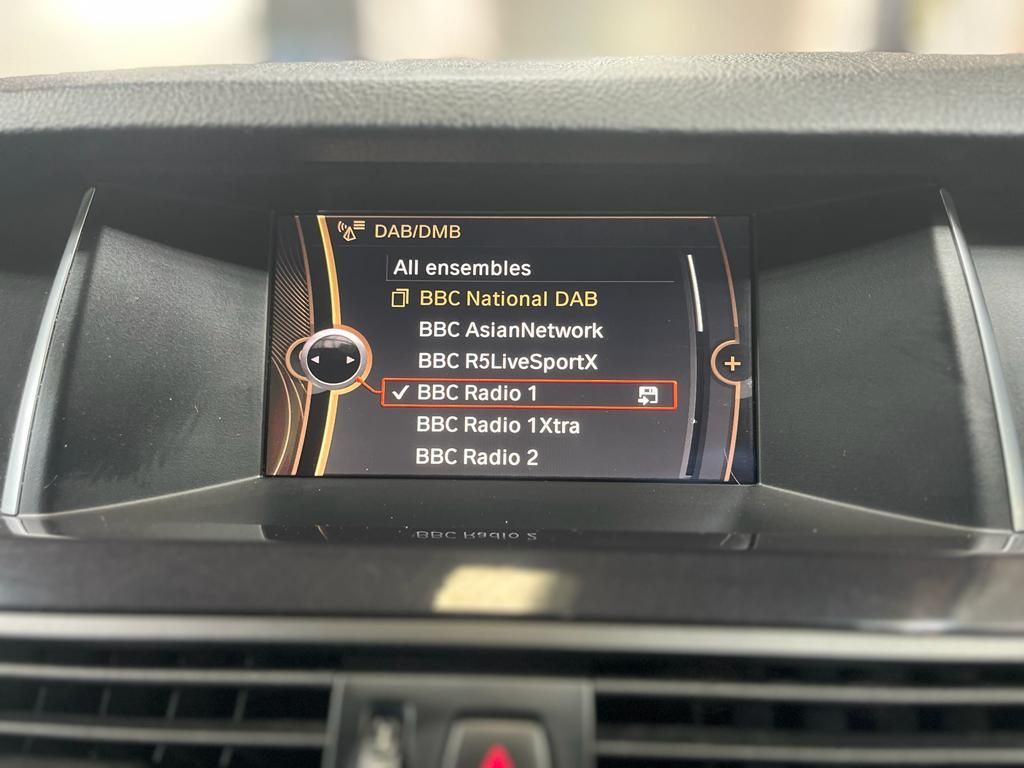 DAB/DMB
All ensembles
BBC National DAB
BBC AsianNetwork
BBC R5LiveSportX
BBC Radio 1
BBC Radio 1Xtra
BBC Radio 2